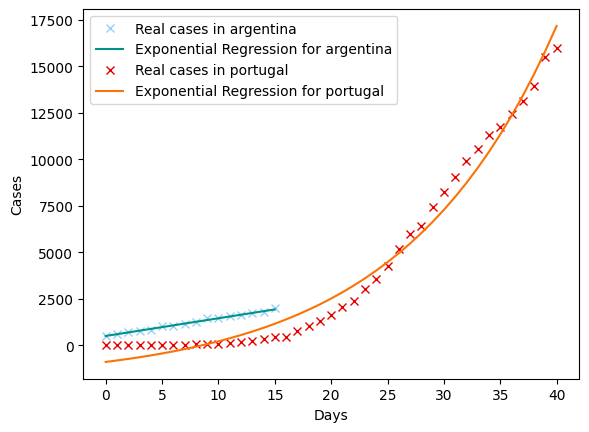 Real cases in argentina
Exponential Regression for argentina
Real cases in portugal
Exponential Regression for portugal
17500
15000
12500
10000
7500
5000
2500
0
Cases
0 5 10 15 20 25 30 35 40
Days